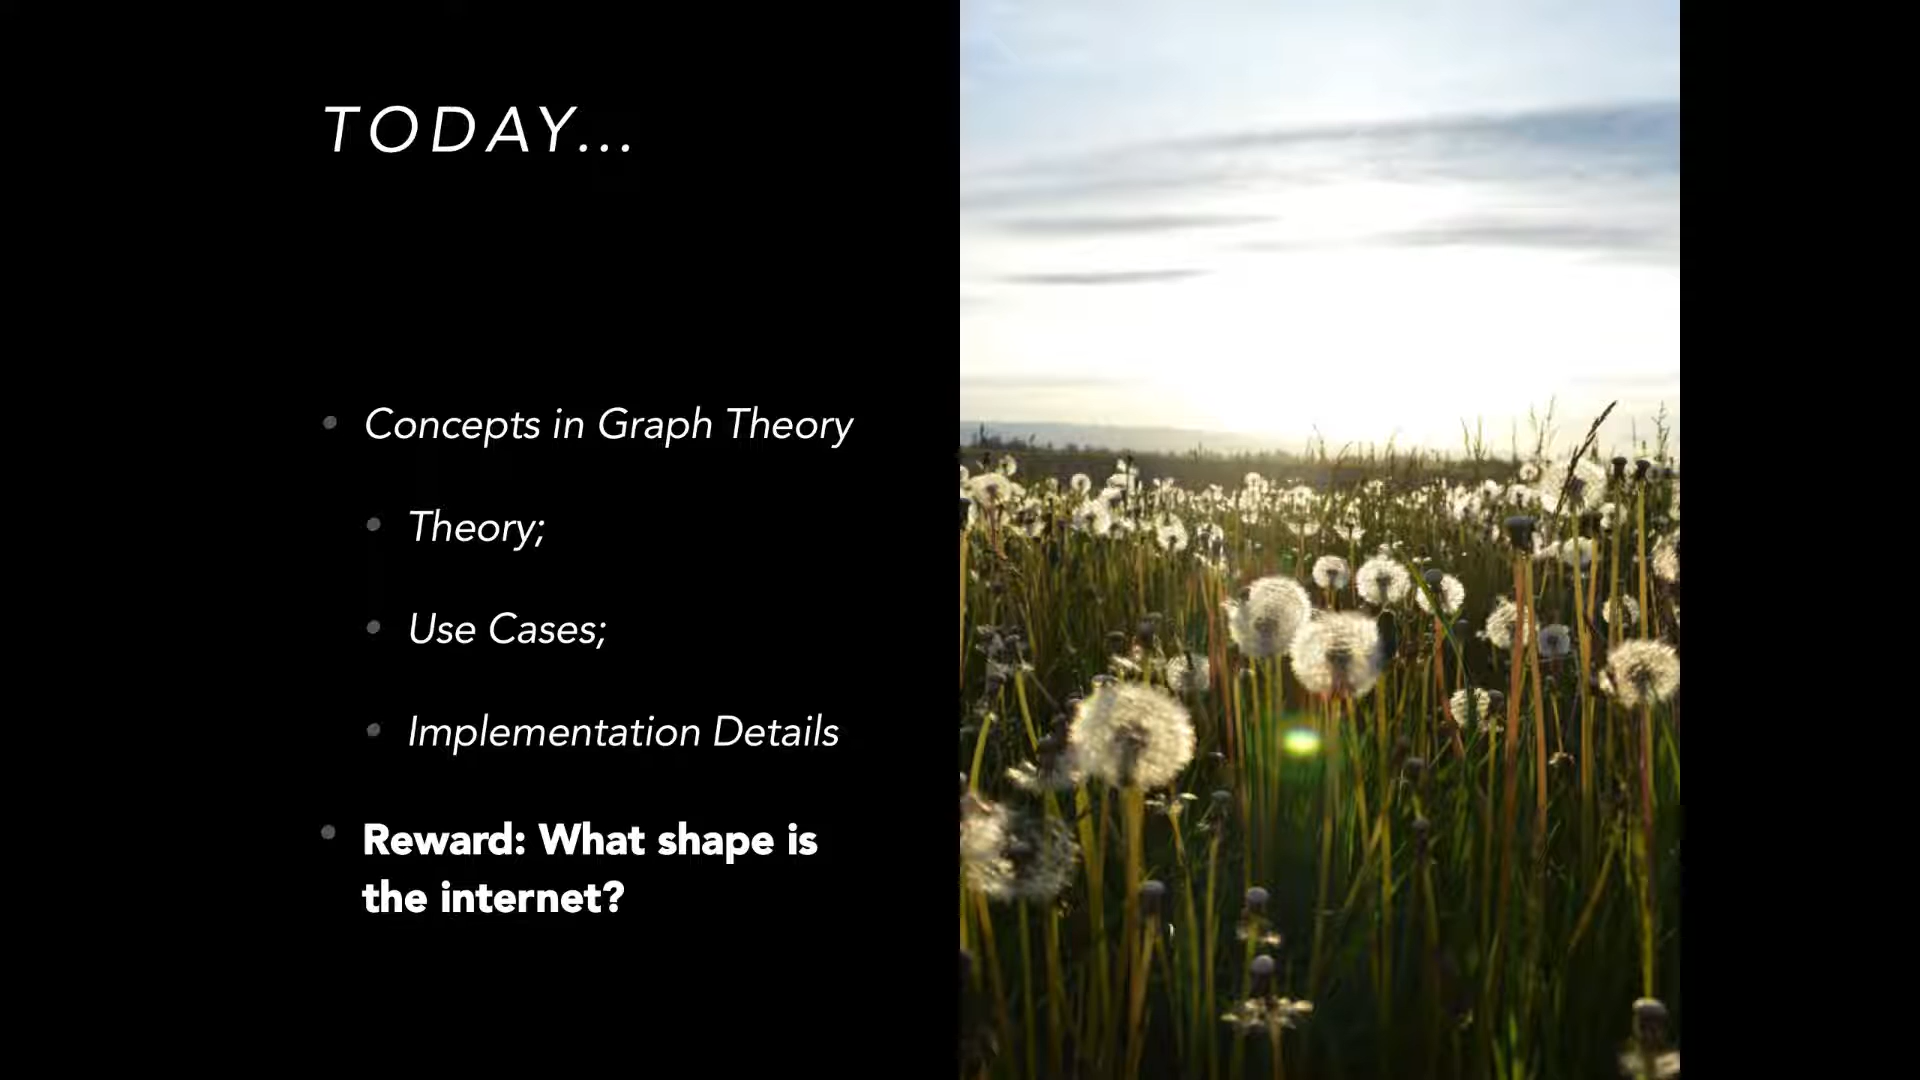 TODAY...
Concepts in Graph Theory
Theory;
Use Cases;
Implementation Details
Reward: What shape is
the internet?